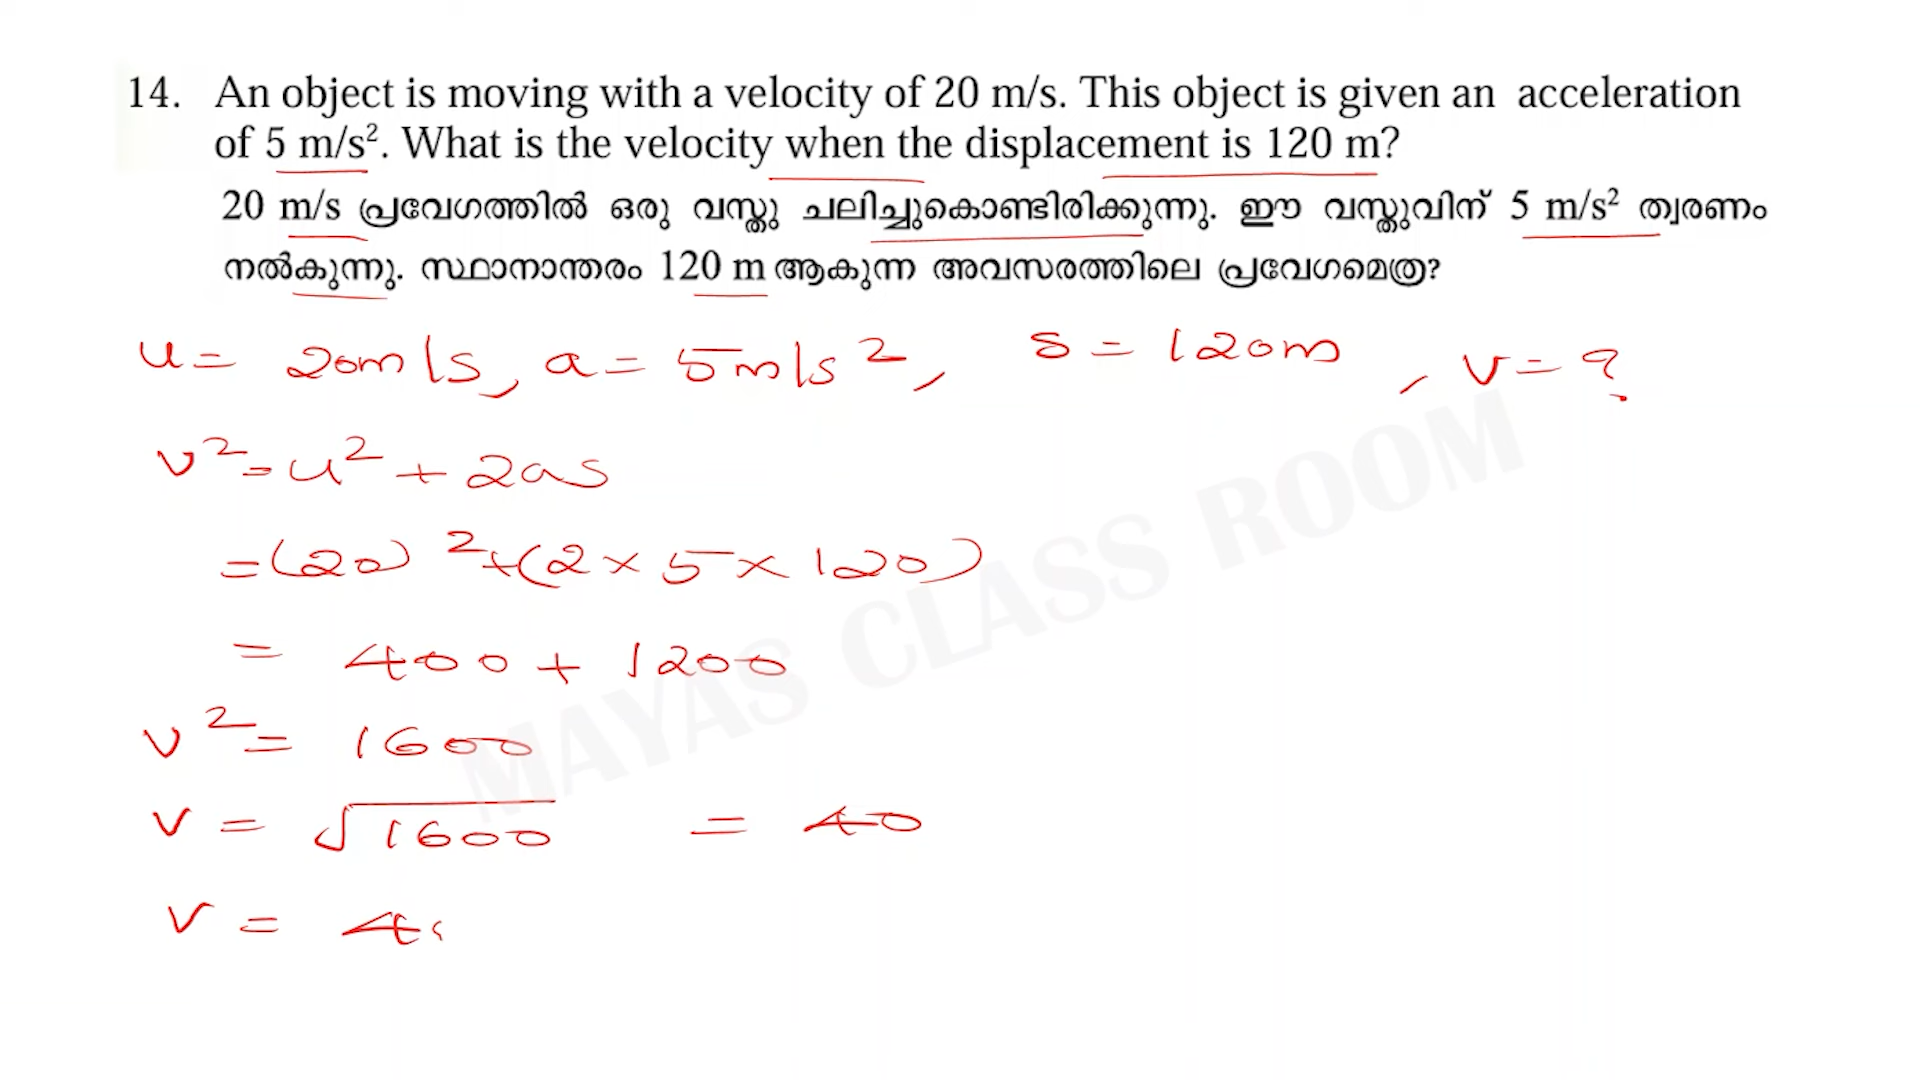 14. An object is moving with a velocity of 20 m/s. This object is given an acceleration
of 5 m/s². What is the velocity when the displacement is 120 m?
20 m/s പ്രവേഗത്തിൽ ഒരു വസ്തു ചലിച്ചുകൊണ്ടിരിക്കുന്നു. ഈ വസ്തുവിന് 5 m/s² ത്വരണം
നൽകുന്നു. സ്ഥാനാന്തരം 120 m ആകുന്ന അവസരത്തിലെ പ്രവേഗമെത്ര?
u = 20m/s, a = 5m/s², s = 120m, v = ?
v² = u² + 2as
= (20)² + (2 × 5 × 120)
= 400 + 1200
v² = 1600
v = √1600 = 40
v = 4
MAYAS CLASS ROOM